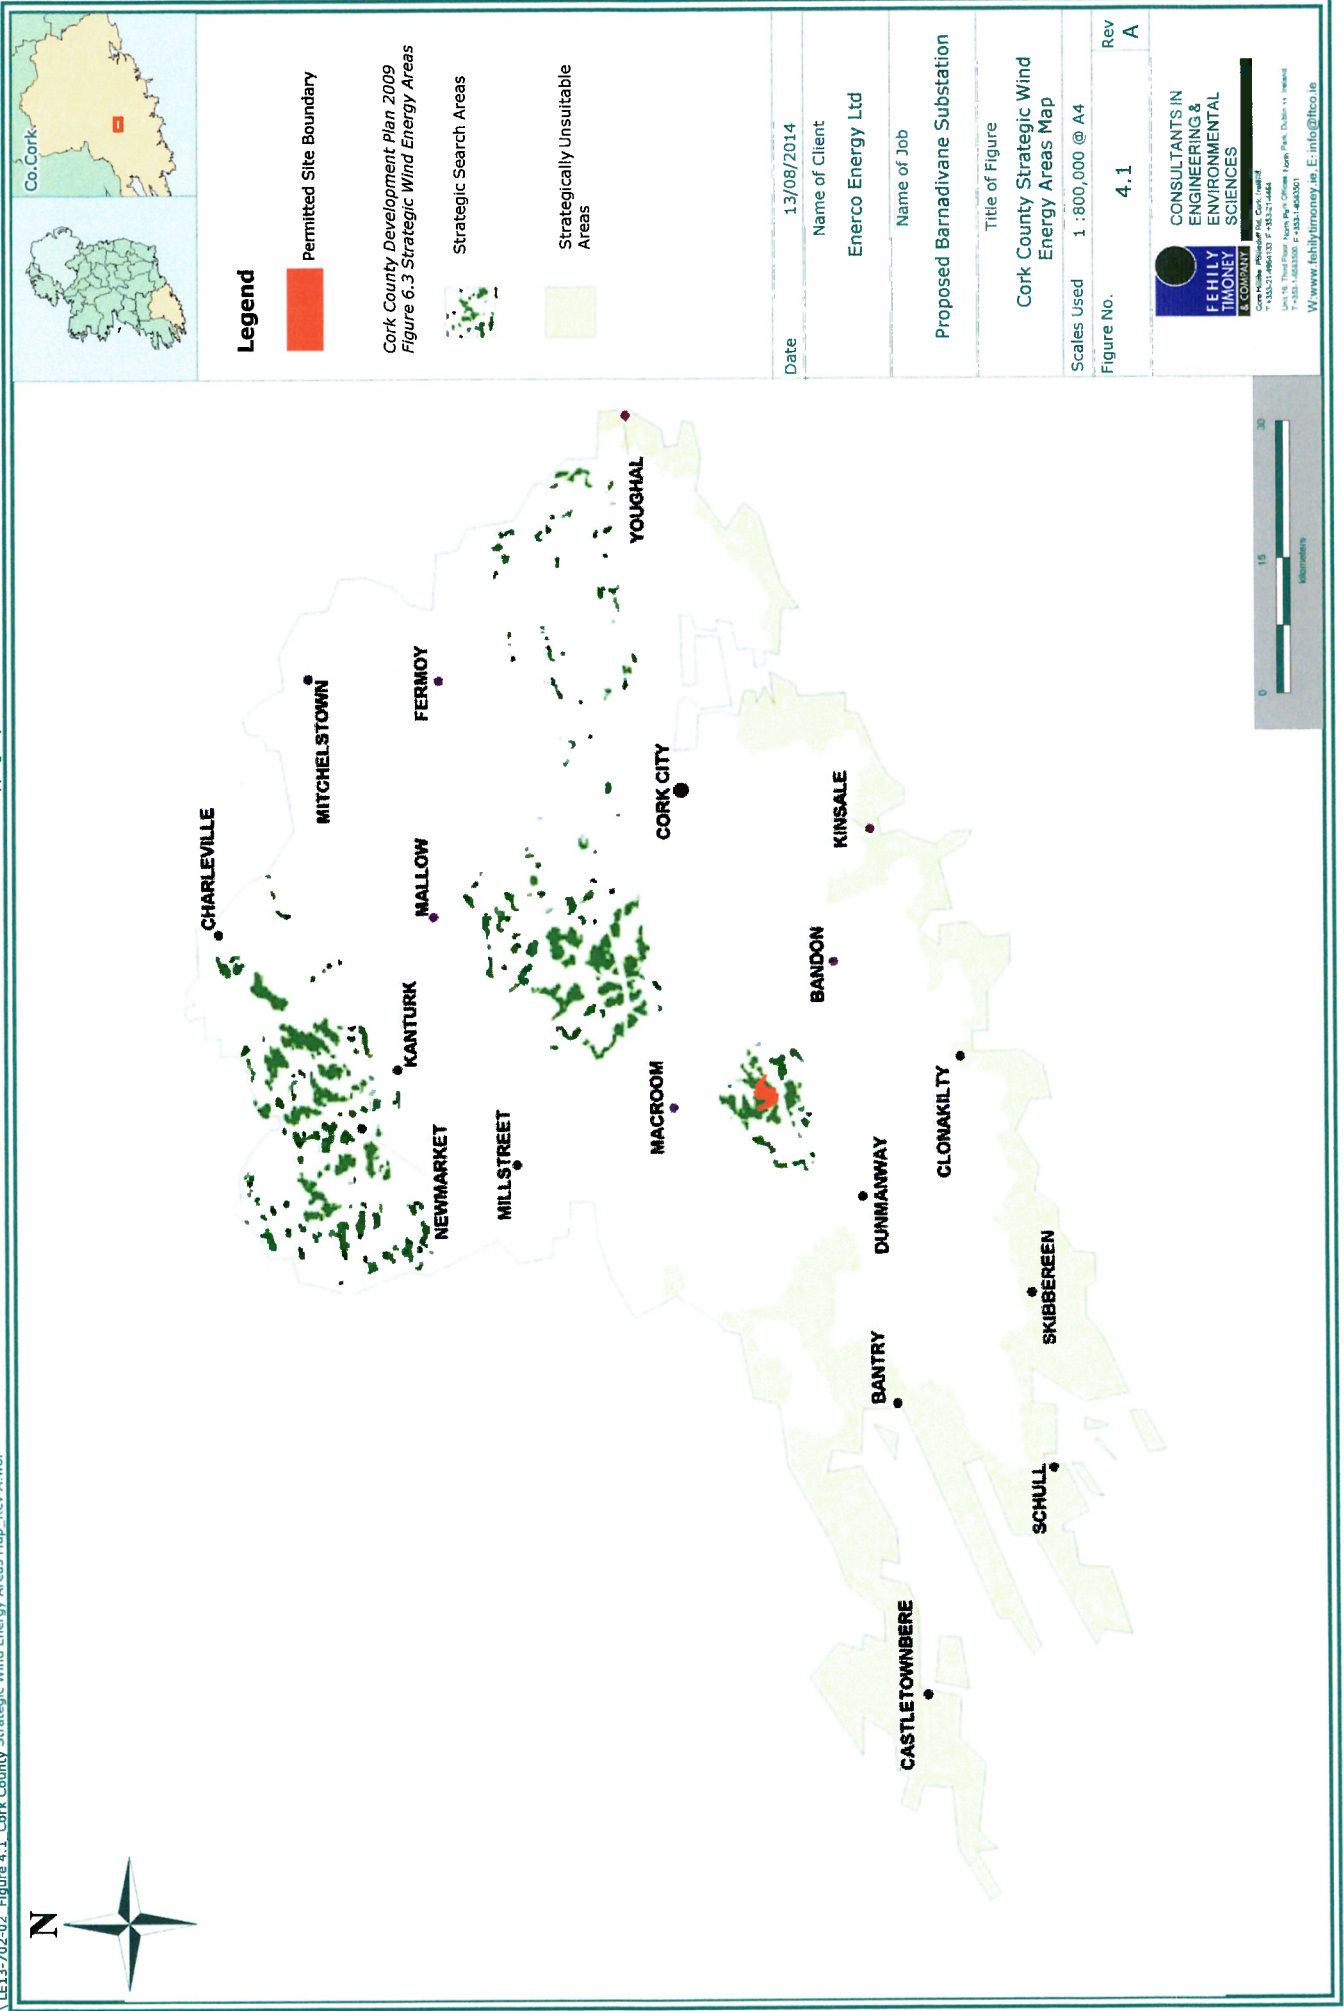 N
CHARLEVILLE
MITCHELSTOWN
KANTURK
MALLOW
FERMOY
NEWMARKET
MILLSTREET
YOUGHAL
MACROOM
CORK CITY
BANDON
KINSALE
DUNMANWAY
BANTRY
CLONAKILTY
CASTLETOWNBERE
SCHULL
SKIBBEREEN
0
15
30
kilometers
Co.Cork
Legend
Permitted Site Boundary
Cork County Development Plan 2009
Figure 6.3 Strategic Wind Energy Areas
Strategic Search Areas
Strategically Unsuitable
Areas
Date 13/08/2014
Name of Client
Enerco Energy Ltd
Name of Job
Proposed Barnadivane Substation
Title of Figure
Cork County Strategic Wind
Energy Areas Map
Scales Used 1 :800,000 @ A4
Figure No. Rev
4.1 A
FEHILY
TIMONEY
& COMPANY
CONSULTANTS IN
ENGINEERING &
ENVIRONMENTAL
SCIENCES
W: www.fehilytimoney.ie, E: info@ftco.ie